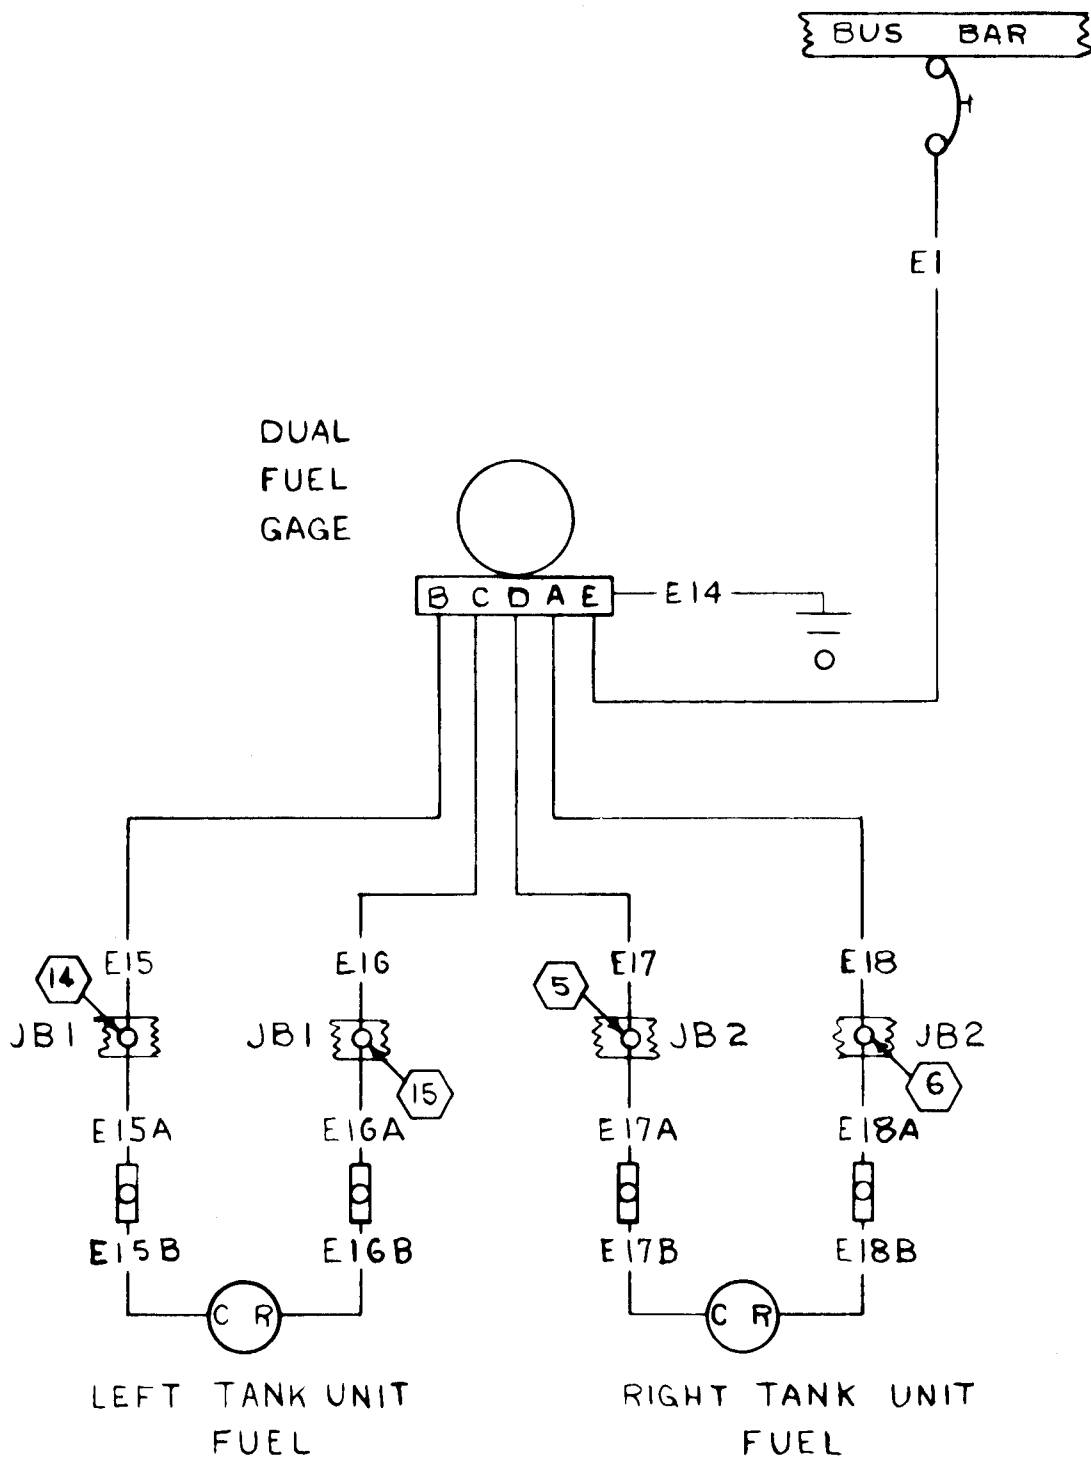 BUS BAR
E1
DUAL
FUEL
GAGE
B C D A E
E14
E15 E16 E17 E18
14 5
JB1 JB1 JB2 JB2
15 6
E15A E16A E17A E18A
E15B E16B E17B E18B
C R C R
LEFT TANK UNIT
FUEL
RIGHT TANK UNIT
FUEL